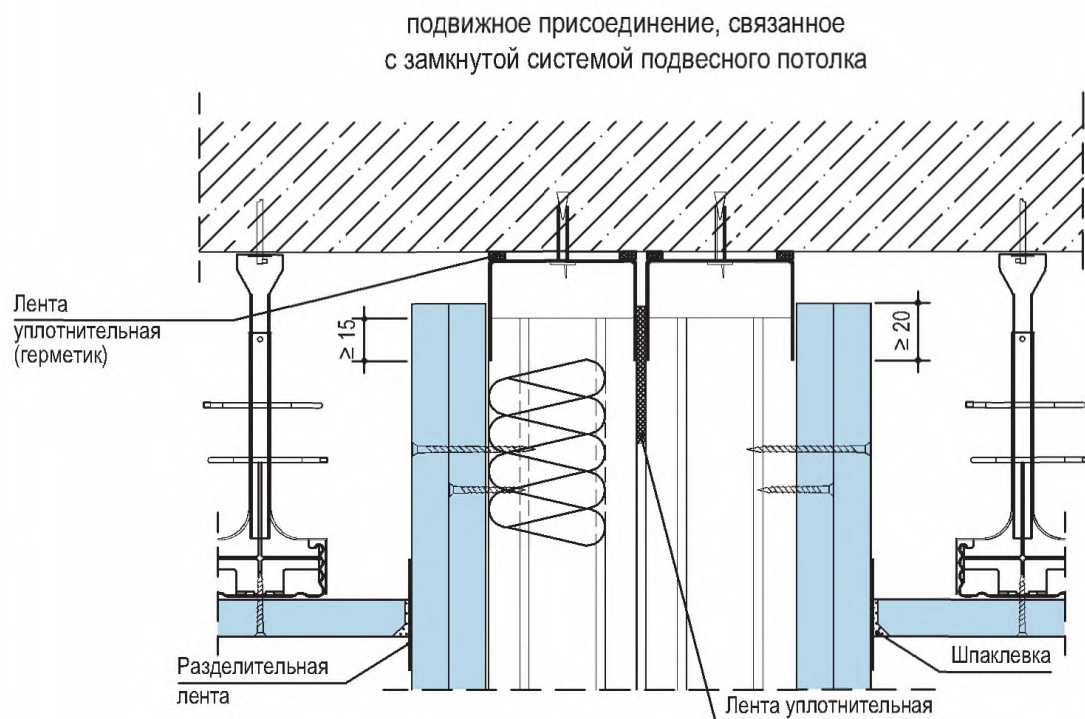 подвижное присоединение, связанное
с замкнутой системой подвесного потолка
Лента
уплотнительная
(герметик)
≥ 15
≥ 20
Разделительная
лента
Шпаклевка
Лента уплотнительная